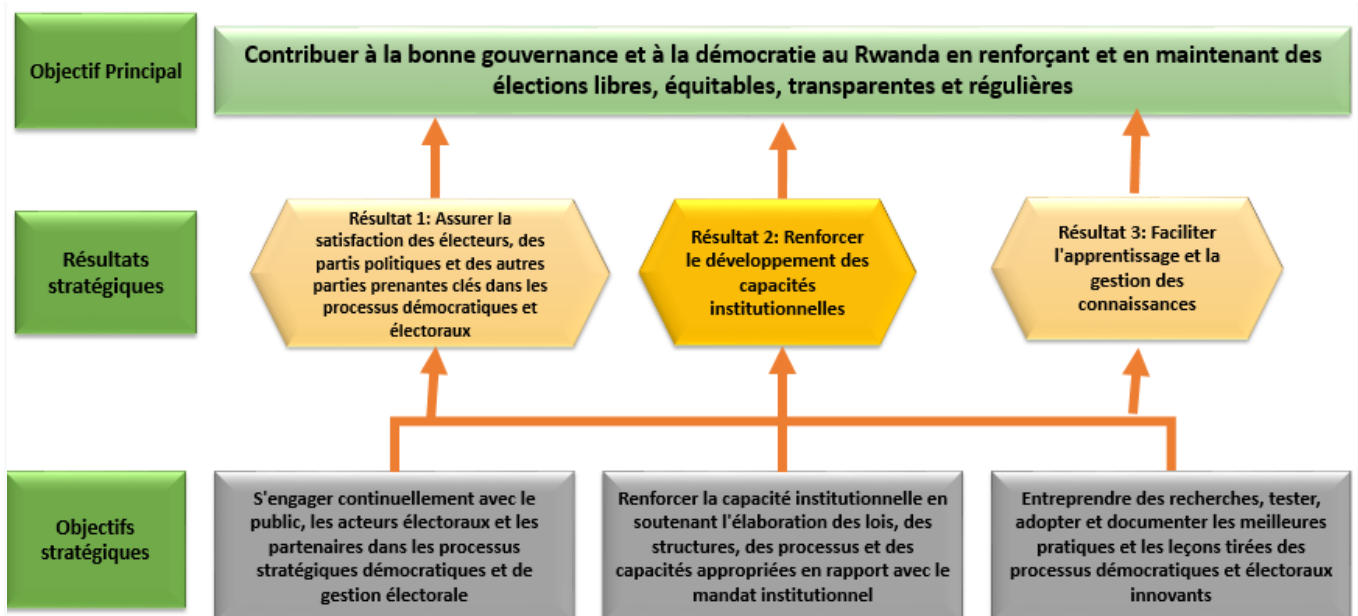 Objectif Principal
Contribuer à la bonne gouvernance et à la démocratie au Rwanda en renforçant et en maintenant des
élections libres, équitables, transparentes et régulières
Résultats
stratégiques
Résultat 1: Assurer la
satisfaction des électeurs, des
partis politiques et des autres
parties prenantes clés dans les
processus démocratiques et
électoraux
Résultat 2: Renforcer
le développement des
capacités
institutionnelles
Résultat 3: Faciliter
l'apprentissage et la
gestion des
connaissances
Objectifs
stratégiques
S'engager continuellement avec le
public, les acteurs électoraux et les
partenaires dans les processus
stratégiques démocratiques et de
gestion électorale
Renforcer la capacité institutionnelle en
soutenant l'élaboration des lois, des
structures, des processus et des
capacités appropriées en rapport avec le
mandat institutionnel
Entreprendre des recherches, tester,
adopter et documenter les meilleures
pratiques et les leçons tirées des
processus démocratiques et électoraux
innovants